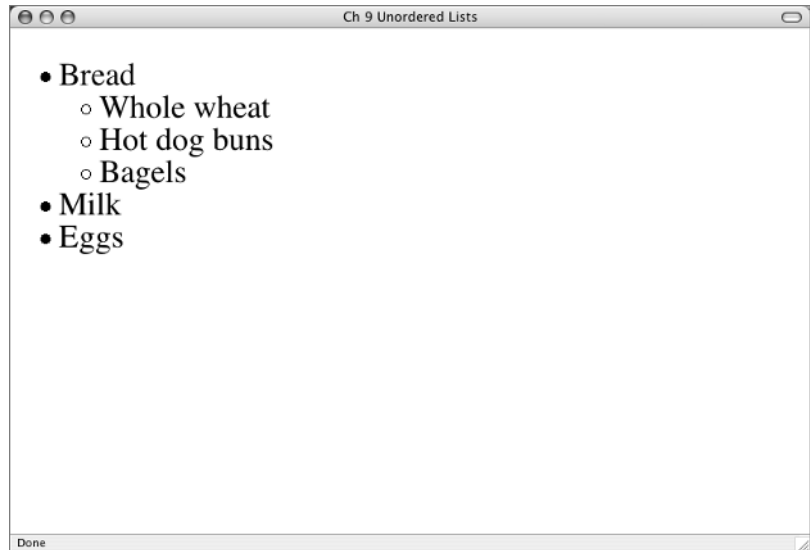 Ch 9 Unordered Lists
• Bread
○ Whole wheat
○ Hot dog buns
○ Bagels
• Milk
• Eggs
Done